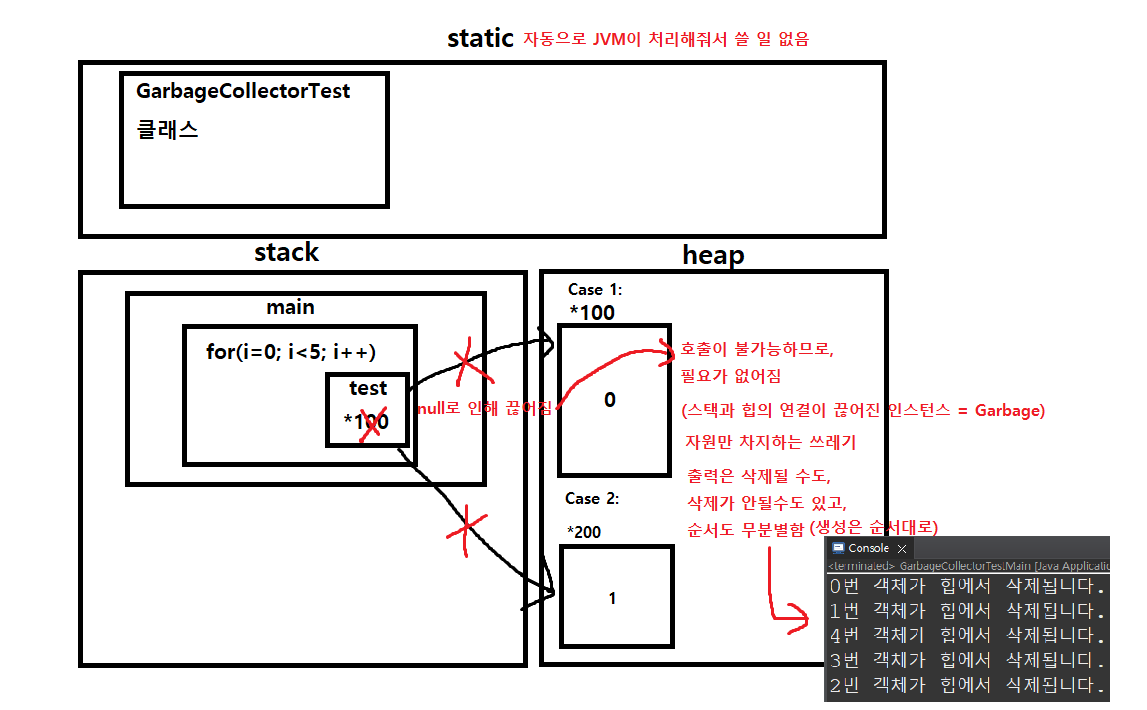 static 자동으로 JVM이 처리해줘서 쓸 일 없음
GarbageCollectorTest
클래스
stack
heap
main
for(i=0; i<5; i++)
test
*100
null로 인해 끊어짐
Case 1:
*100
0
호출이 불가능하므로,
필요가 없어짐
(스택과 힙의 연결이 끊어진 인스턴스 = Garbage)
자원만 차지하는 쓰레기
출력은 삭제될 수도,
삭제가 안될수도 있고,
순서도 무분별함 (생성은 순서대로)
Case 2:
*200
1
Console
<terminated> GarbageCollectorTestMain [Java Applicatio
0번 객체가 힙에서 삭제됩니다.
1번 객체가 힙에서 삭제됩니다.
4번 객체가 힙에서 삭제됩니다.
3번 객체가 힙에서 삭제됩니다.
2번 객체가 힙에서 삭제됩니다.